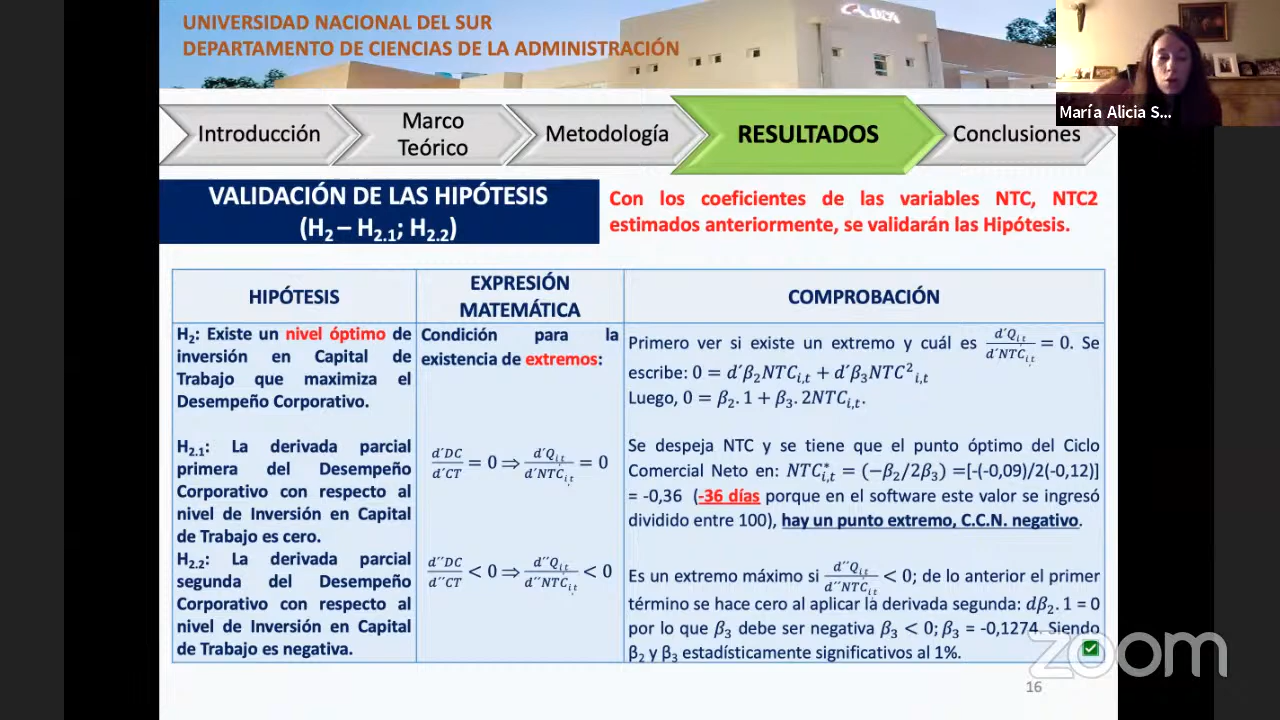 UNIVERSIDAD NACIONAL DEL SUR
DEPARTAMENTO DE CIENCIAS DE LA ADMINISTRACIÓN
María Alicia S...
Introducción
Marco
Teórico
Metodología
RESULTADOS
Conclusiones
VALIDACIÓN DE LAS HIPÓTESIS
(H₂ – H₂.₁; H₂.₂)
Con los coeficientes de las variables NTC, NTC2
estimados anteriormente, se validarán las Hipótesis.
HIPÓTESIS
EXPRESIÓN
MATEMÁTICA
COMPROBACIÓN
H₂: Existe un nivel óptimo de
inversión en Capital de
Trabajo que maximiza el
Desempeño Corporativo.
H₂.₁: La derivada parcial
primera del Desempeño
Corporativo con respecto al
nivel de Inversión en Capital
de Trabajo es cero.
H₂.₂: La derivada parcial
segunda del Desempeño
Corporativo con respecto al
nivel de Inversión en Capital
de Trabajo es negativa.
Condición para la
existencia de extremos:
d´DC/d´CT = 0 ⇒ d´Q_{i,t}/d´NTC_{i,t} = 0
d´´DC/d´´CT < 0 ⇒ d´´Q_{i,t}/d´´NTC_{i,t} < 0
Primero ver si existe un extremo y cuál es d´Q_{i,t}/d´NTC_{i,t} = 0. Se
escribe: 0 = d´β₂NTC_{i,t} + d´β₃NTC²_{i,t}
Luego, 0 = β₂. 1 + β₃. 2NTC_{i,t}.
Se despeja NTC y se tiene que el punto óptimo del Ciclo
Comercial Neto en: NTC*_{i,t} = (−β₂/2β₃) =[-(-0,09)/2(-0,12)]
= -0,36 (-36 días porque en el software este valor se ingresó
dividido entre 100), hay un punto extremo, C.C.N. negativo.
Es un extremo máximo si d´´Q_{i,t}/d´´NTC_{i,t} < 0; de lo anterior el primer
término se hace cero al aplicar la derivada segunda: dβ₂. 1 = 0
por lo que β₃ debe ser negativa β₃ < 0; β₃ = -0,1274. Siendo
β₂ y β₃ estadísticamente significativos al 1%.
zoom
16